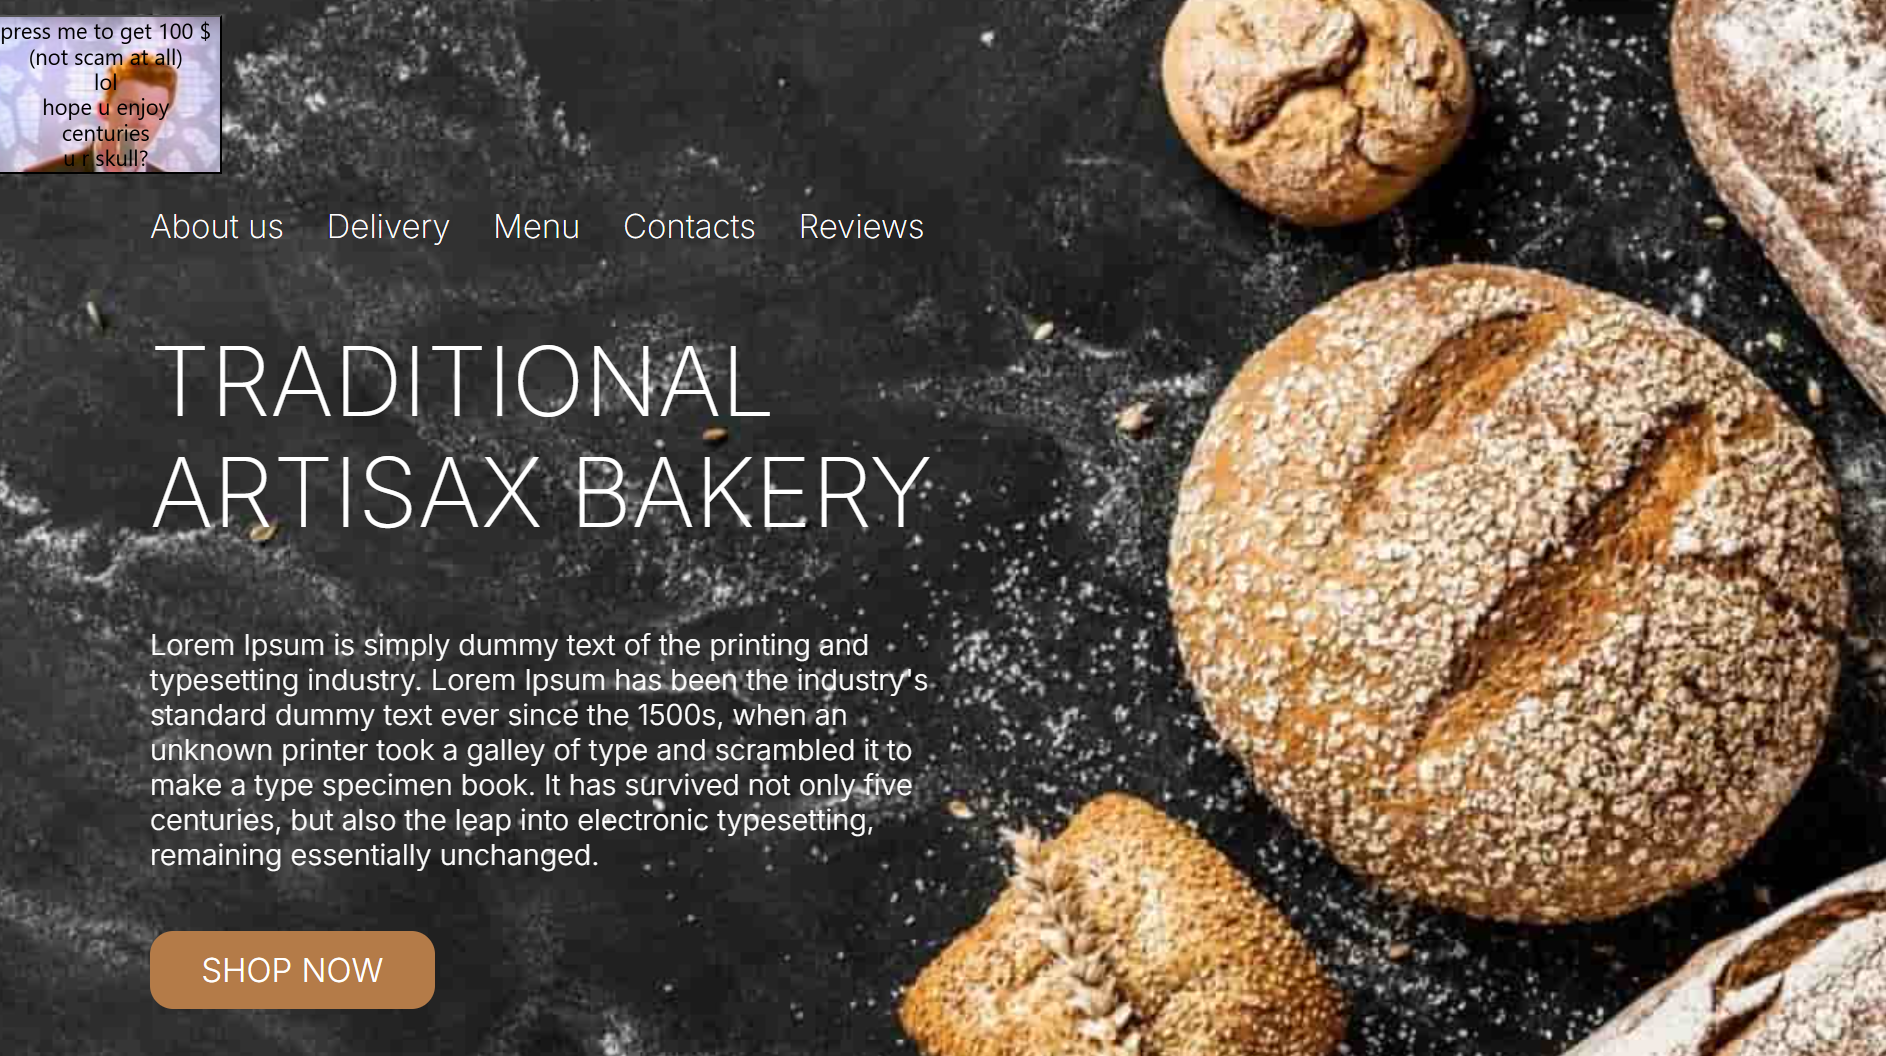 press me to get 100 $
(not scam at all)
lol
hope u enjoy
centuries
u r skull?
About us Delivery Menu Contacts Reviews
TRADITIONAL
ARTISAX BAKERY
Lorem Ipsum is simply dummy text of the printing and
typesetting industry. Lorem Ipsum has been the industry's
standard dummy text ever since the 1500s, when an
unknown printer took a galley of type and scrambled it to
make a type specimen book. It has survived not only five
centuries, but also the leap into electronic typesetting,
remaining essentially unchanged.
SHOP NOW